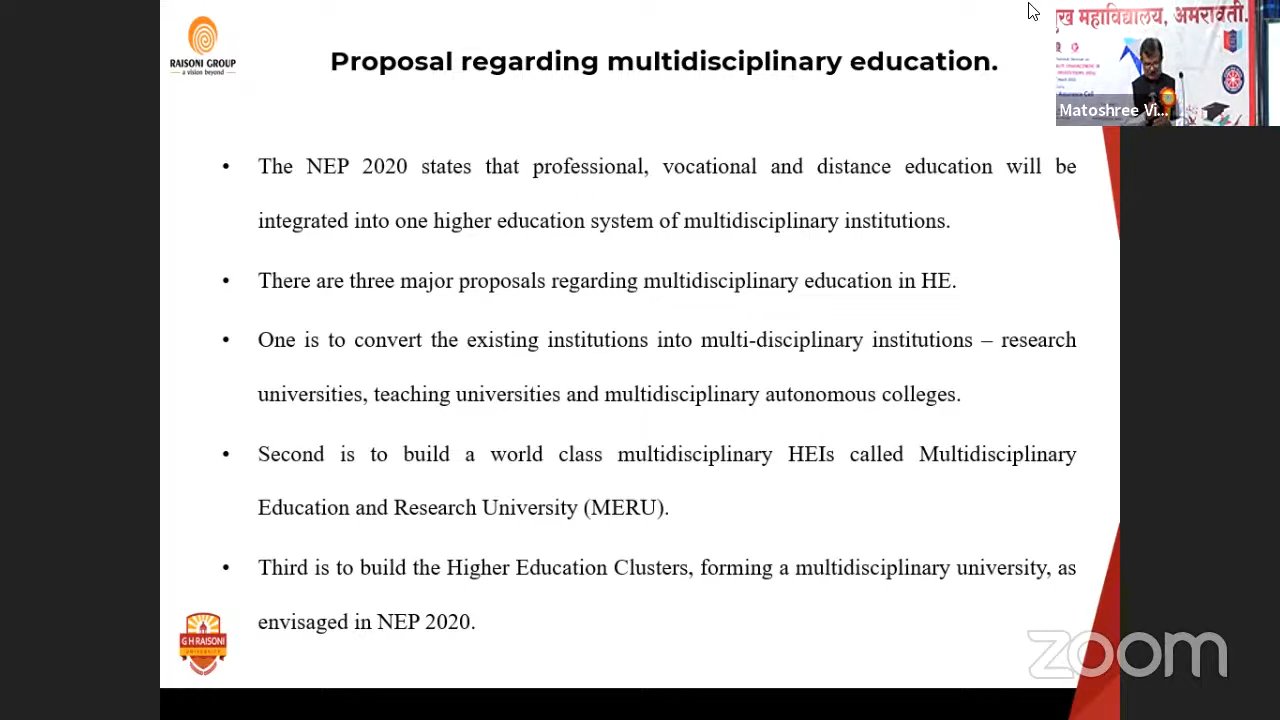 RAISONI GROUP
a vision beyond
Proposal regarding multidisciplinary education.
महाविद्यालय, अमरावती.
Assurance Cell
Matoshree Vi...
• The NEP 2020 states that professional, vocational and distance education will be
integrated into one higher education system of multidisciplinary institutions.
• There are three major proposals regarding multidisciplinary education in HE.
• One is to convert the existing institutions into multi-disciplinary institutions – research
universities, teaching universities and multidisciplinary autonomous colleges.
• Second is to build a world class multidisciplinary HEIs called Multidisciplinary
Education and Research University (MERU).
• Third is to build the Higher Education Clusters, forming a multidisciplinary university, as
envisaged in NEP 2020.
G H RAISONI
UNIVERSITY
zoom